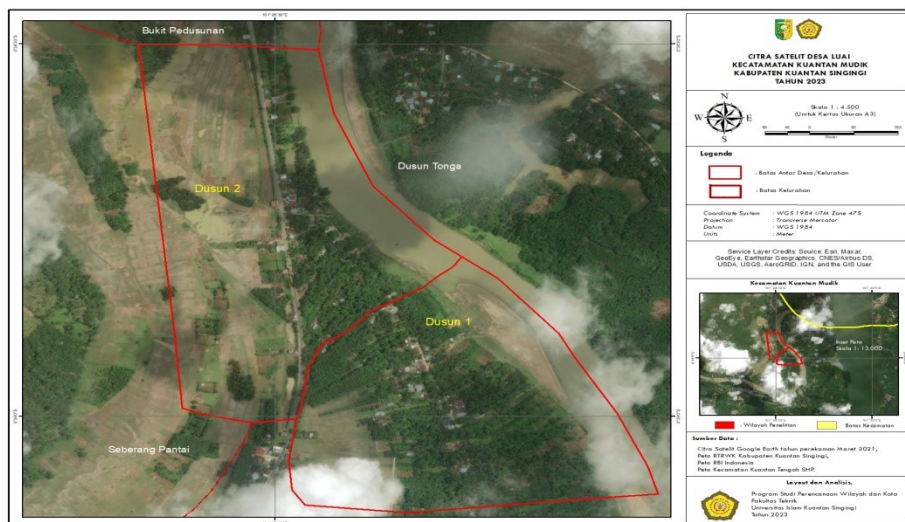 Bukit Pedusunan
Dusun Tonga
Dusun 2
Dusun 1
Seberang Pantai
CITRA SATELIT DESA LUAI
KECATAMATAN KUANTAN MUDIK
KABUPATEN KUANTAN SINGINGI
TAHUN 2023
N
W E
S
Skala 1 : 4.500
(Untuk Kertas Ukuran A3)
Meter
Legenda
: Batas Antar Desa/Kelurahan
: Batas Kelurahan
Coordinate System : WGS 1984 UTM Zone 47S
Projection : Transverse Mercator
Datum : WGS 1984
Units : Meter
Service Layer Credits: Source: Esri, Maxar,
GeoEye, Earthstar Geographics, CNES/Airbus DS,
USDA, USGS, AeroGRID, IGN, and the GIS User
Kecamatan Kuantan Mudik
Inset Peta
Skala 1 : 13.000
: Wilayah Penelitian
: Batas Kecamatan
Sumber Data :
Citra Satelit Google Earth tahun perekaman Maret 2021,
Peta RTRWK Kabupaten Kuantan Singingi,
Peta RBI Indonesia
Peta Kecamatan Kuantan Tengah SHP.
Layout dan Analisis.
Program Studi Perencanaan Wilayah dan Kota
Fakultas Teknik
Universitas Islam Kuantan Singingi
Tahun 2023